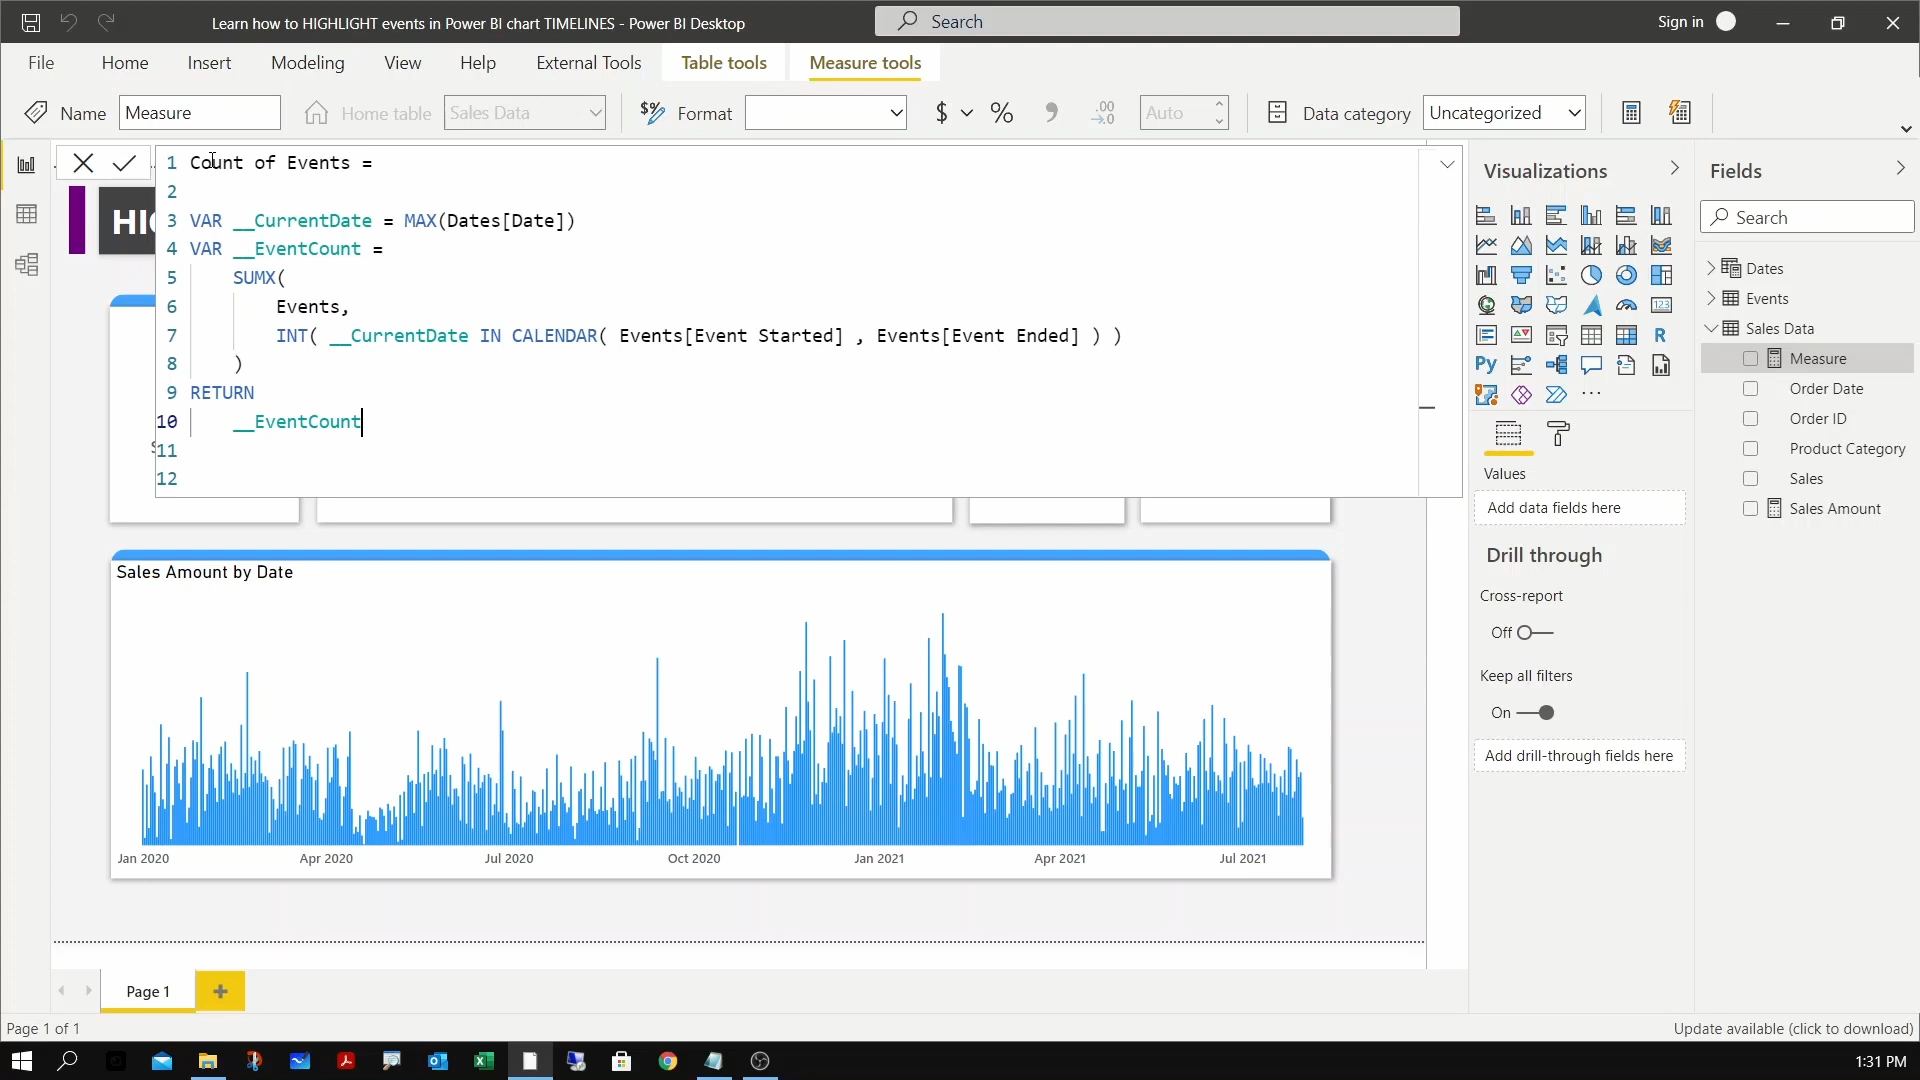 Learn how to HIGHLIGHT events in Power BI chart TIMELINES - Power BI Desktop
Search
Sign in
File
Home
Insert
Modeling
View
Help
External Tools
Table tools
Measure tools
Name
Measure
Home table
Sales Data
Format
$
%
Auto
Data category
Uncategorized
1 Count of Events =
2
3 VAR __CurrentDate = MAX(Dates[Date])
4 VAR __EventCount =
5 SUMX(
6 Events,
7 INT( __CurrentDate IN CALENDAR( Events[Event Started] , Events[Event Ended] ) )
8 )
9 RETURN
10 __EventCount
11
12
HI
Sales Amount by Date
Jan 2020
Apr 2020
Jul 2020
Oct 2020
Jan 2021
Apr 2021
Jul 2021
Visualizations
Values
Add data fields here
Drill through
Cross-report
Off
Keep all filters
On
Add drill-through fields here
Fields
Search
Dates
Events
Sales Data
Measure
Order Date
Order ID
Product Category
Sales
Sales Amount
Page 1
Page 1 of 1
Update available (click to download)
1:31 PM